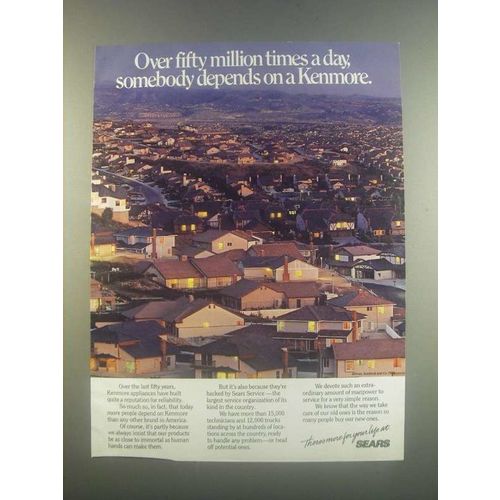 Over fifty million times a day,
somebody depends on a Kenmore.
Over the last fifty years,
Kenmore appliances have built
quite a reputation for reliability.
So much so, in fact, that today
more people depend on Kenmore
than any other brand in America.
Of course, it's partly because
we always insist that our products
be as close to immortal as human
hands can make them.
But it's also because they're
backed by Sears Service — the
largest service organization of its
kind in the country.
We have more than 15,000
technicians and 12,000 trucks
standing by at hundreds of lo-
cations across the country, ready
to handle any problem — or head
off potential ones.
We devote such an extra-
ordinary amount of manpower to
service for a very simple reason.
We know that the way we take
care of our old ones is the reason so
many people buy our new ones.
There's more for your life at
SEARS